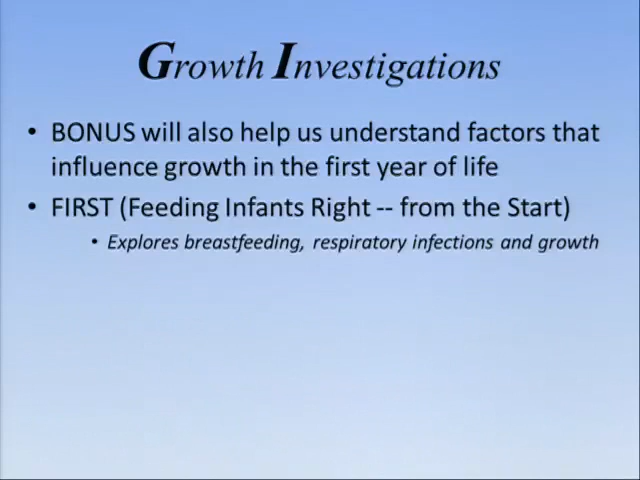 Growth Investigations
• BONUS will also help us understand factors that
influence growth in the first year of life
• FIRST (Feeding Infants Right -- from the Start)
• Explores breastfeeding, respiratory infections and growth